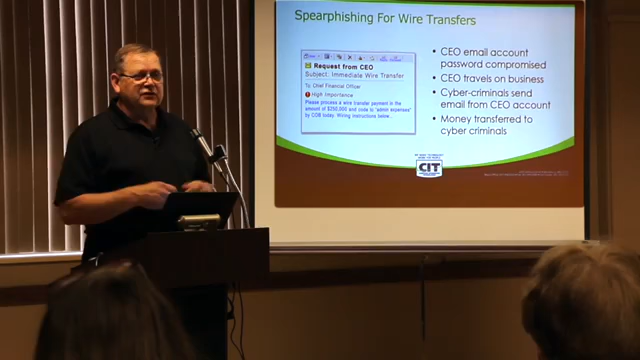 Spearphishing For Wire Transfers
Request from CEO
Subject: Immediate Wire Transfer
To: Chief Financial Officer
High Importance
Please process a wire transfer payment in the
amount of $250,000 and code to "admin expenses"
by COB today. Wiring instructions below.
• CEO email account
password compromised
• CEO travels on business
• Cyber-criminals send
email from CEO account
• Money transferred to
cyber criminals
CIT